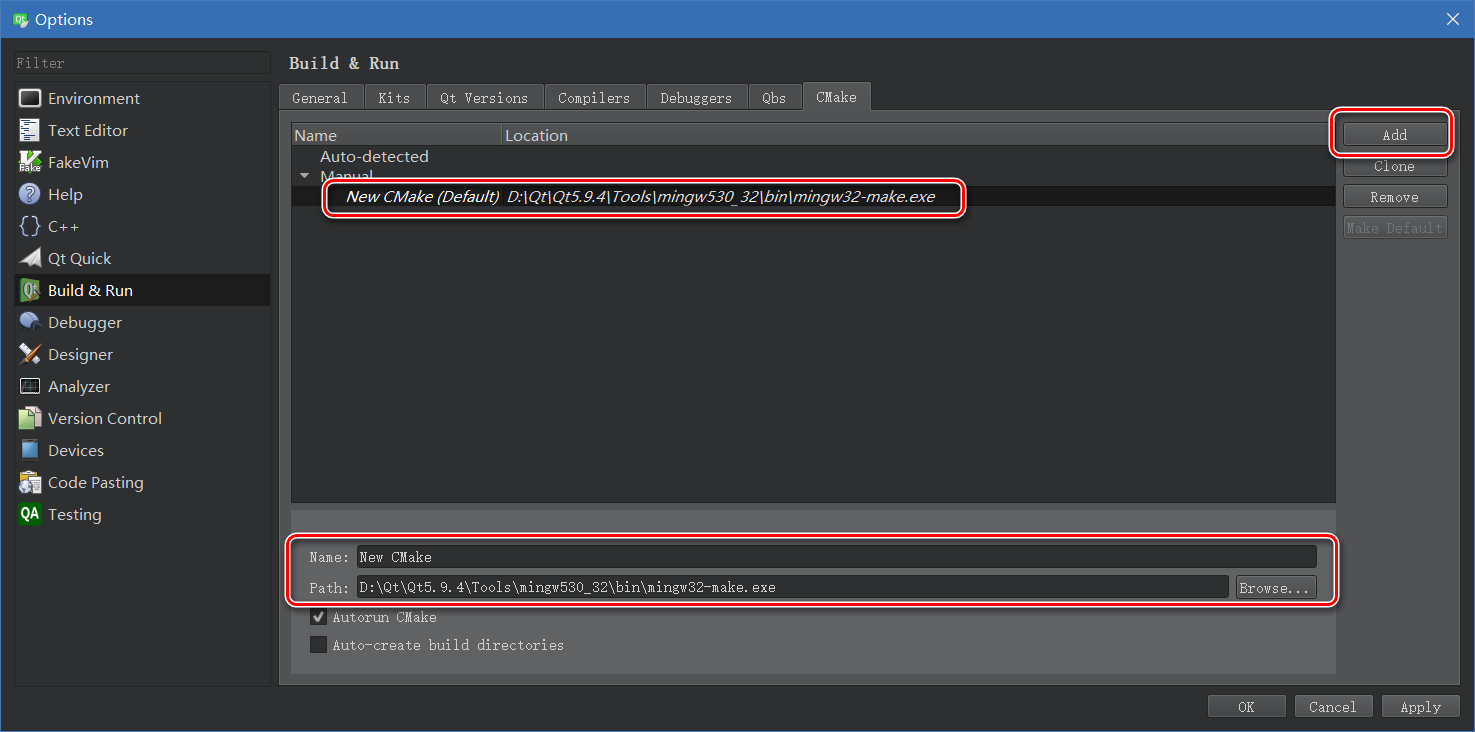 Options
Filter
Environment
Text Editor
FakeVim
Help
C++
Qt Quick
Build & Run
Debugger
Designer
Analyzer
Version Control
Devices
Code Pasting
Testing
Build & Run
General Kits Qt Versions Compilers Debuggers Qbs CMake
Name Location
Auto-detected
Manual
New CMake (Default) D:\Qt\Qt5.9.4\Tools\mingw530_32\bin\mingw32-make.exe
Add
Clone
Remove
Make Default
Name: New CMake
Path: D:\Qt\Qt5.9.4\Tools\mingw530_32\bin\mingw32-make.exe Browse...
Autorun CMake
Auto-create build directories
OK Cancel Apply